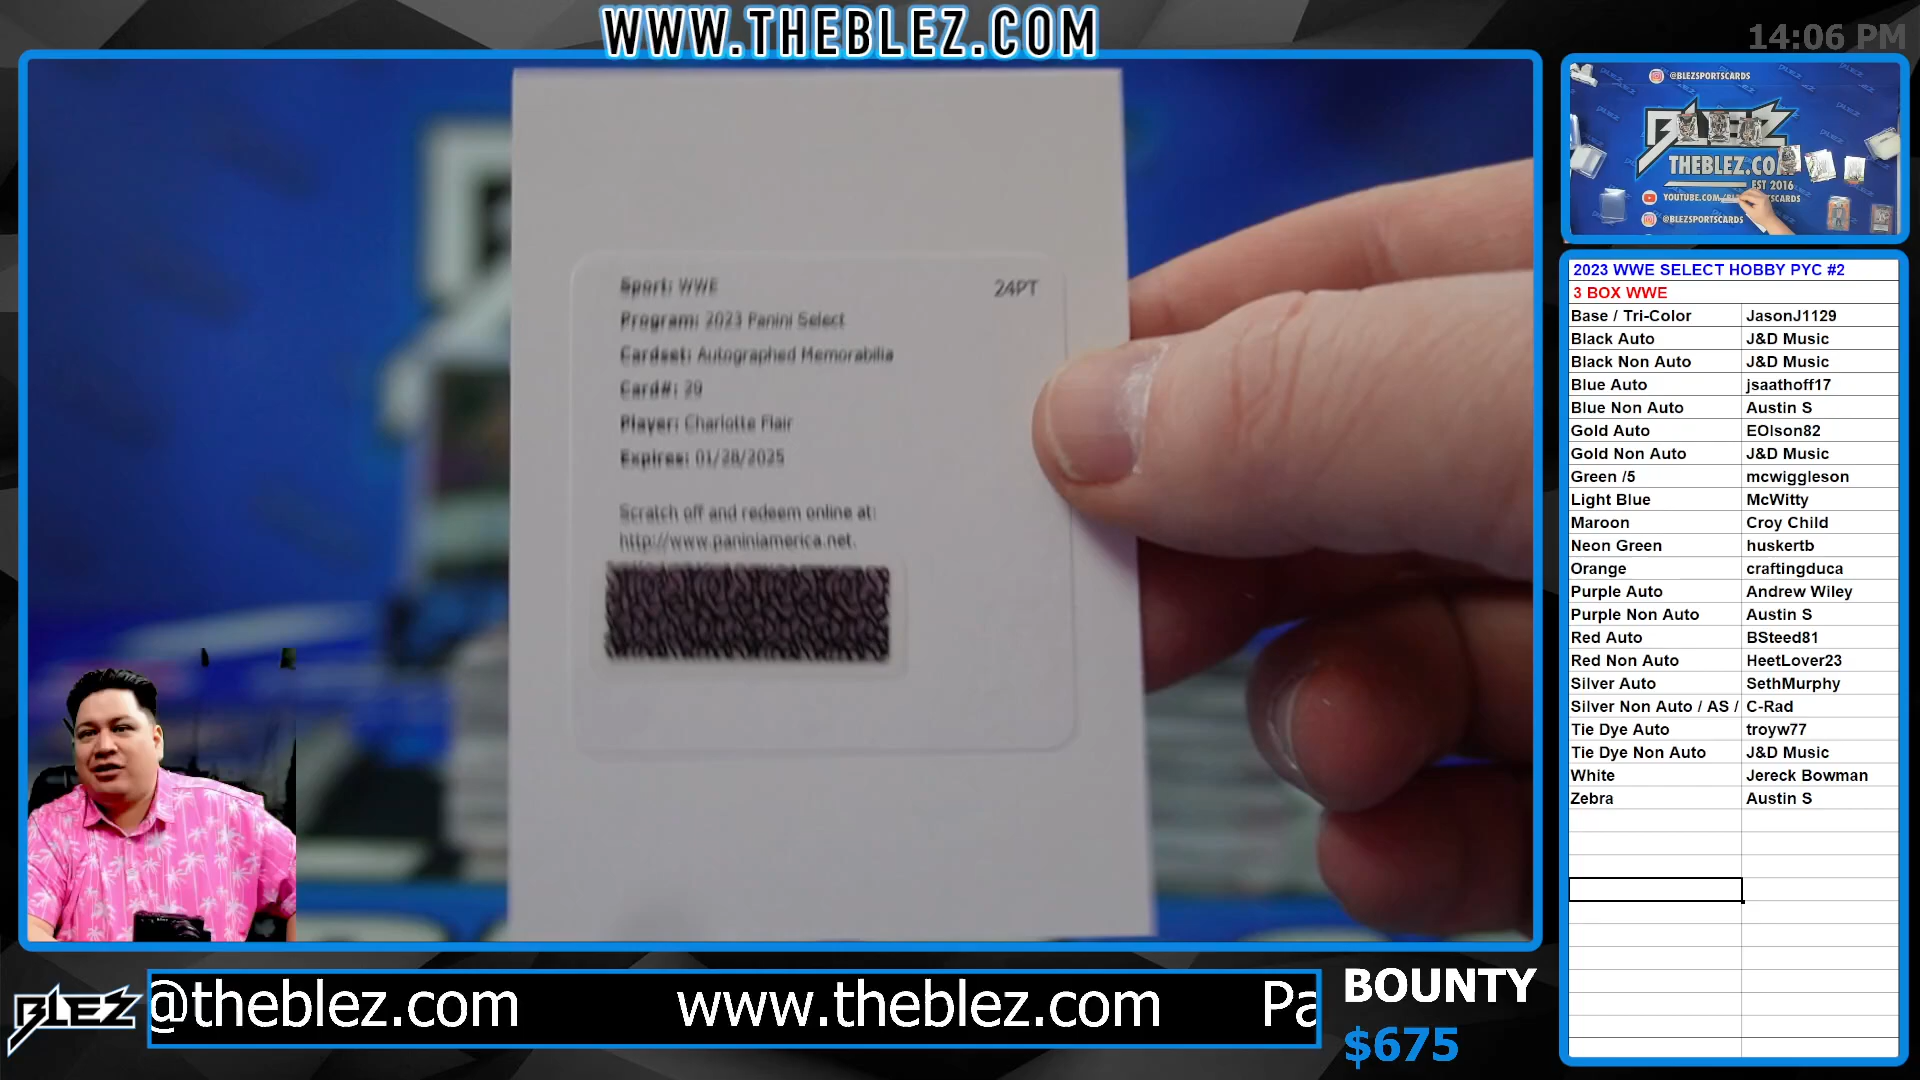 WWW.THEBLEZ.COM
14:06 PM
Sport: WWE
24PT
Program: 2023 Panini Select
Cardset: Autographed Memorabilia
Card#: 29
Player: Charlotte Flair
Expires: 01/28/2025
Scratch off and redeem online at:
http://www.paniniamerica.net.
@BLEZSPORTSCARDS
BLEZ
THEBLEZ.CO
EST 2016
@BLEZSPORTSCARDS
2023 WWE SELECT HOBBY PYC #2
3 BOX WWE
Base / Tri-Color JasonJ1129
Black Auto J&D Music
Black Non Auto J&D Music
Blue Auto jsaathoff17
Blue Non Auto Austin S
Gold Auto EOlson82
Gold Non Auto J&D Music
Green /5 mcwiggleson
Light Blue McWitty
Maroon Croy Child
Neon Green huskertb
Orange craftingduca
Purple Auto Andrew Wiley
Purple Non Auto Austin S
Red Auto BSteed81
Red Non Auto HeetLover23
Silver Auto SethMurphy
Silver Non Auto / AS / C-Rad
Tie Dye Auto troyw77
Tie Dye Non Auto J&D Music
White Jereck Bowman
Zebra Austin S
BLEZ
@theblez.com www.theblez.com Pa
BOUNTY
$675